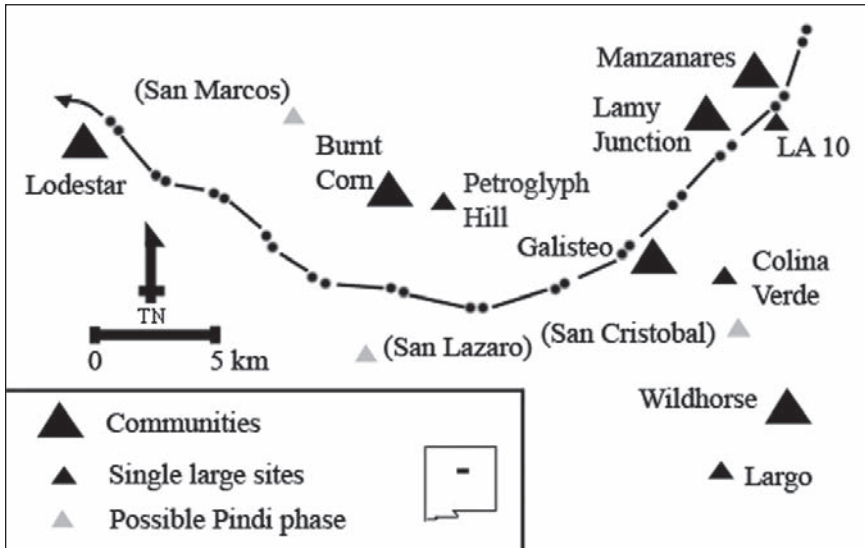 Manzanares
(San Marcos)
Lamy
Junction
LA 10
Burnt
Corn
Lodestar
Petroglyph
Hill
Galisteo
Colina
Verde
TN
0
5 km
(San Lazaro)
(San Cristobal)
Wildhorse
Largo
Communities
Single large sites
Possible Pindi phase